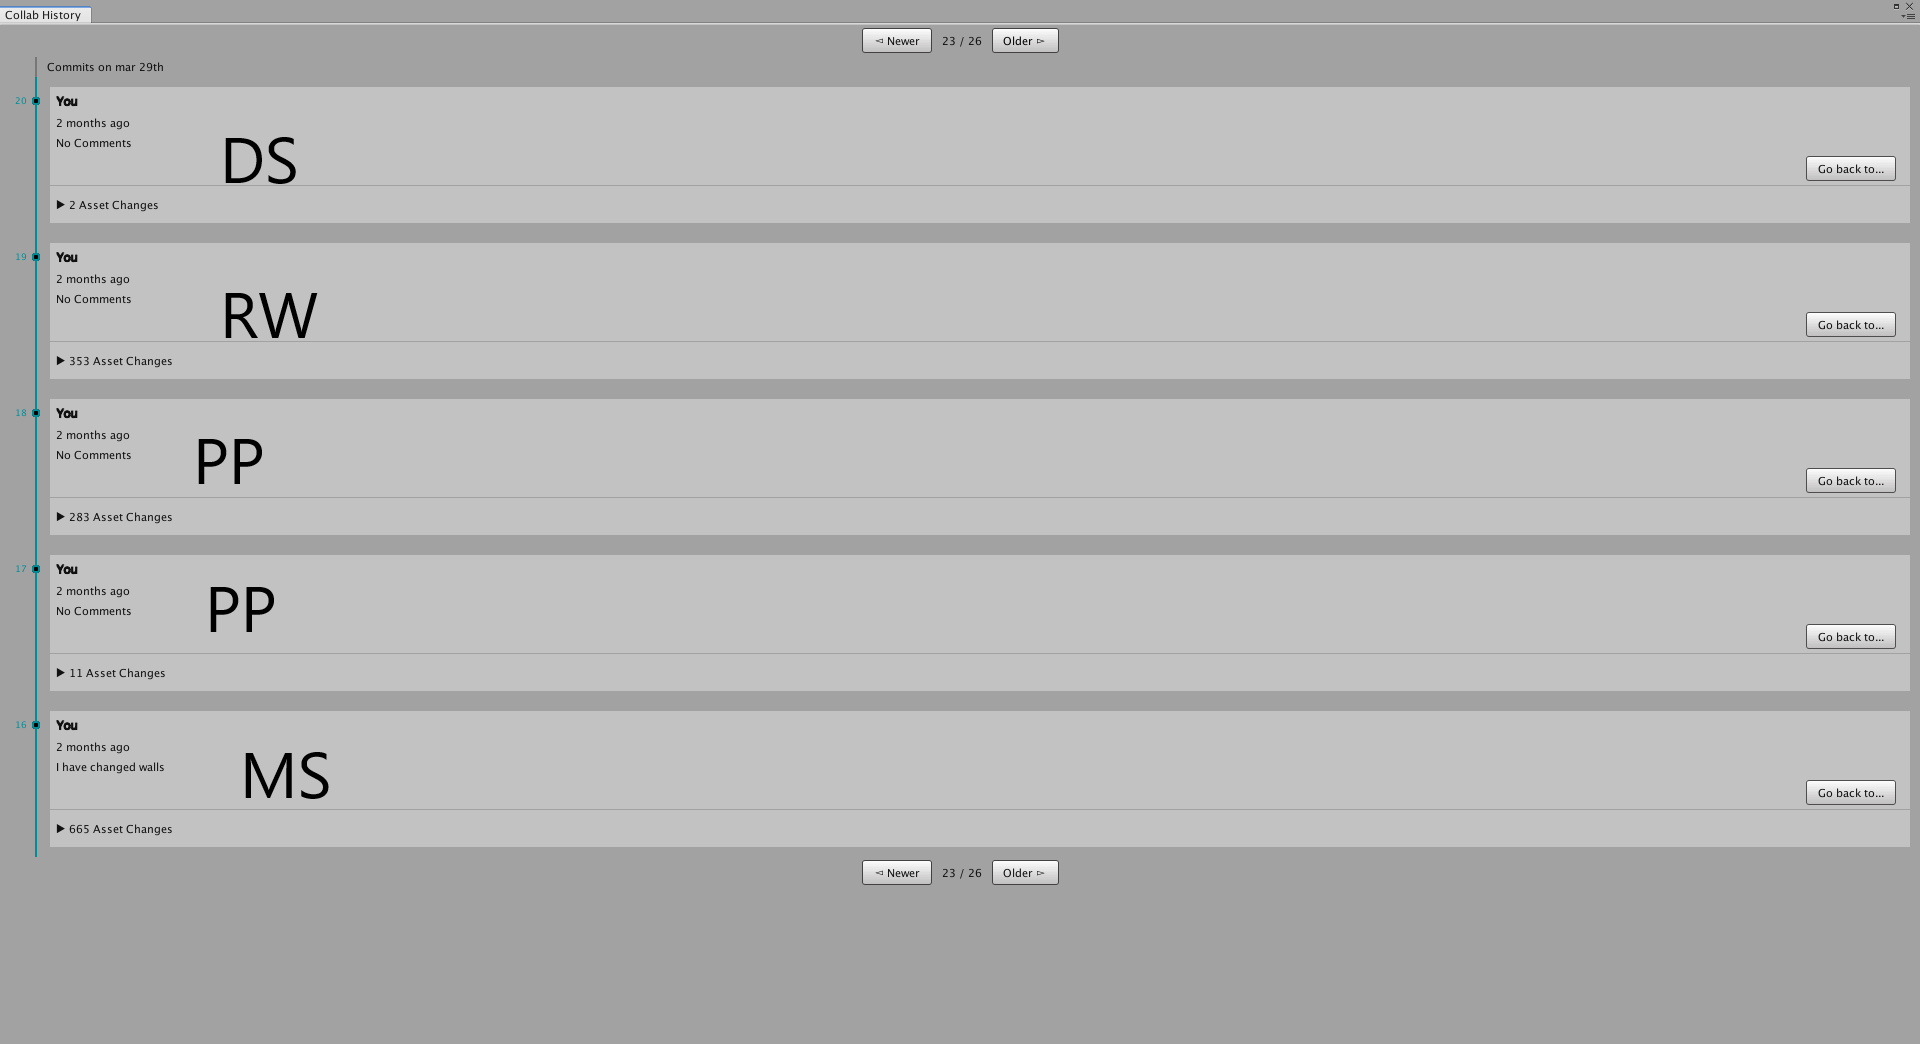 Collab History
◅ Newer 23 / 26 Older ▻
Commits on mar 29th
20 You
2 months ago
No Comments
DS
Go back to...
► 2 Asset Changes
19 You
2 months ago
No Comments
RW
Go back to...
► 353 Asset Changes
18 You
2 months ago
No Comments
PP
Go back to...
► 283 Asset Changes
17 You
2 months ago
No Comments
PP
Go back to...
► 11 Asset Changes
16 You
2 months ago
I have changed walls
MS
Go back to...
► 665 Asset Changes
◅ Newer 23 / 26 Older ▻